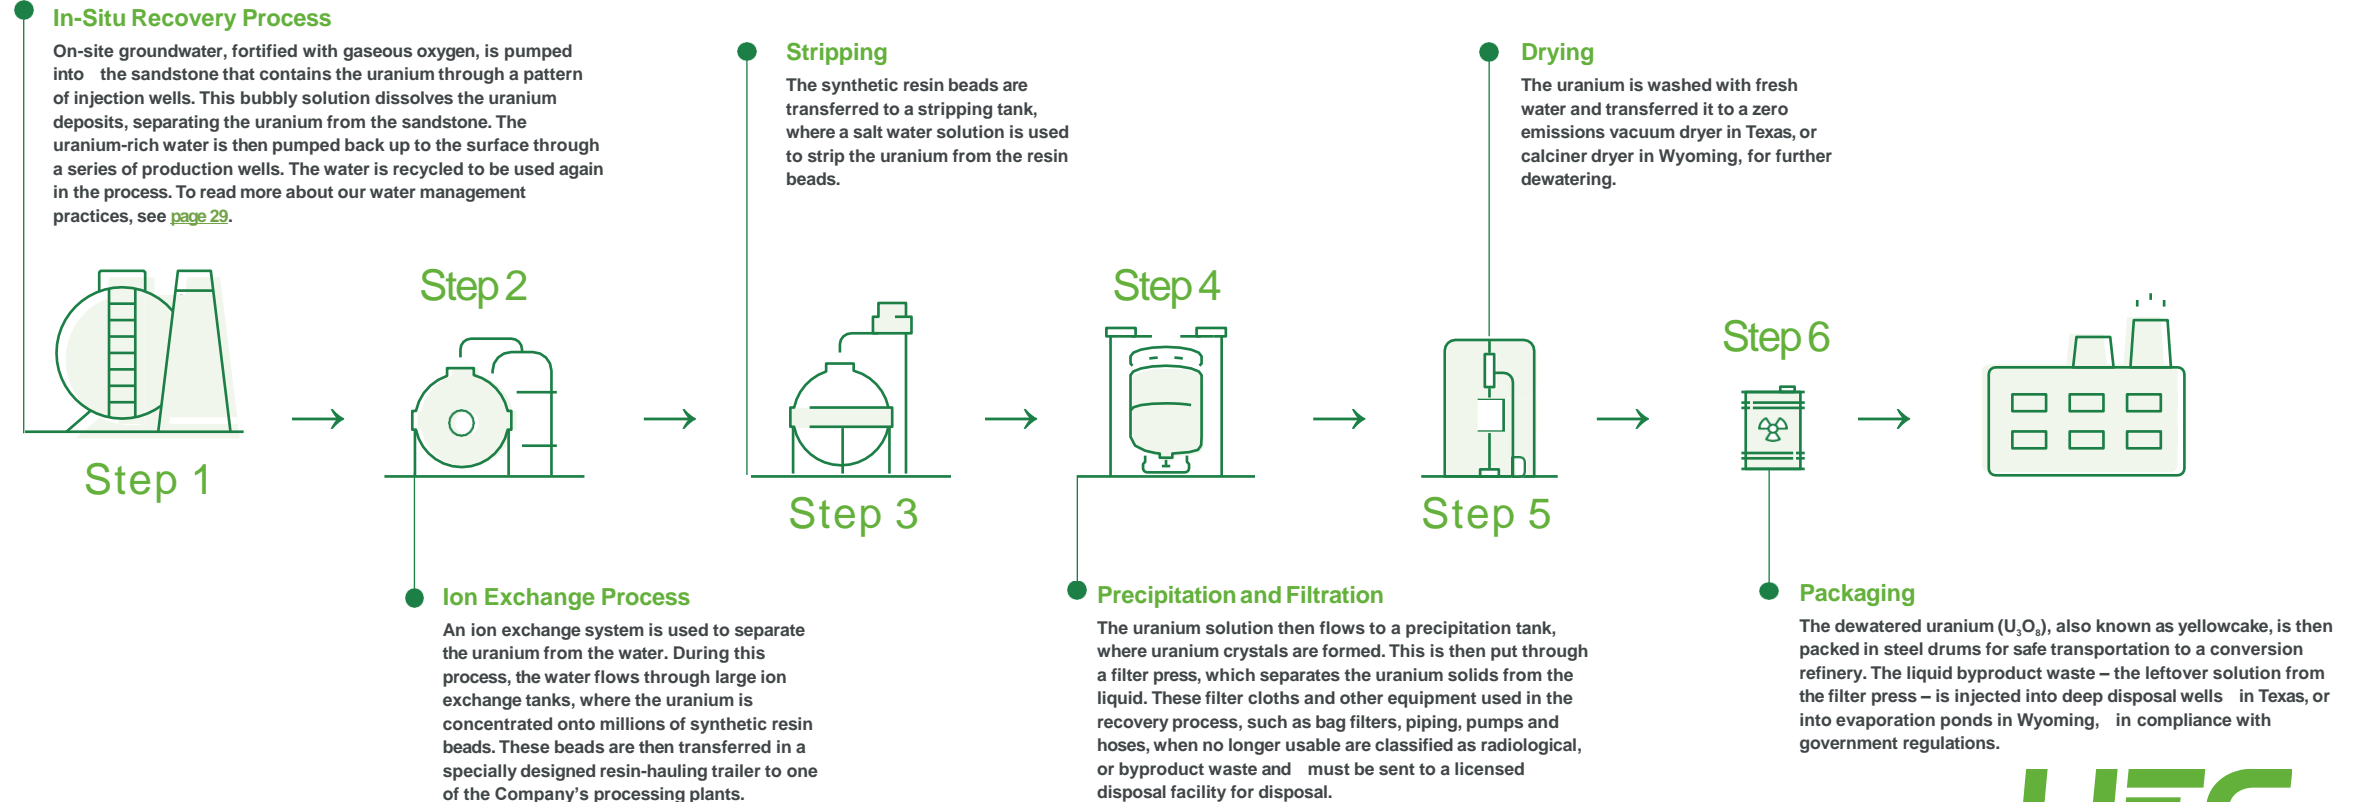 In-Situ Recovery Process
On-site groundwater, fortified with gaseous oxygen, is pumped
into the sandstone that contains the uranium through a pattern
of injection wells. This bubbly solution dissolves the uranium
deposits, separating the uranium from the sandstone. The
uranium-rich water is then pumped back up to the surface through
a series of production wells. The water is recycled to be used again
in the process. To read more about our water management
practices, see page 29.
Step 1
Step 2
Ion Exchange Process
An ion exchange system is used to separate
the uranium from the water. During this
process, the water flows through large ion
exchange tanks, where the uranium is
concentrated onto millions of synthetic resin
beads. These beads are then transferred in a
specially designed resin-hauling trailer to one
of the Company's processing plants.
Stripping
The synthetic resin beads are
transferred to a stripping tank,
where a salt water solution is used
to strip the uranium from the resin
beads.
Step 3
Step 4
Precipitation and Filtration
The uranium solution then flows to a precipitation tank,
where uranium crystals are formed. This is then put through
a filter press, which separates the uranium solids from the
liquid. These filter cloths and other equipment used in the
recovery process, such as bag filters, piping, pumps and
hoses, when no longer usable are classified as radiological,
or byproduct waste and must be sent to a licensed
disposal facility for disposal.
Drying
The uranium is washed with fresh
water and transferred it to a zero
emissions vacuum dryer in Texas, or
calciner dryer in Wyoming, for further
dewatering.
Step 5
Step 6
Packaging
The dewatered uranium (U₃O₈), also known as yellowcake, is then
packed in steel drums for safe transportation to a conversion
refinery. The liquid byproduct waste – the leftover solution from
the filter press – is injected into deep disposal wells in Texas, or
into evaporation ponds in Wyoming, in compliance with
government regulations.